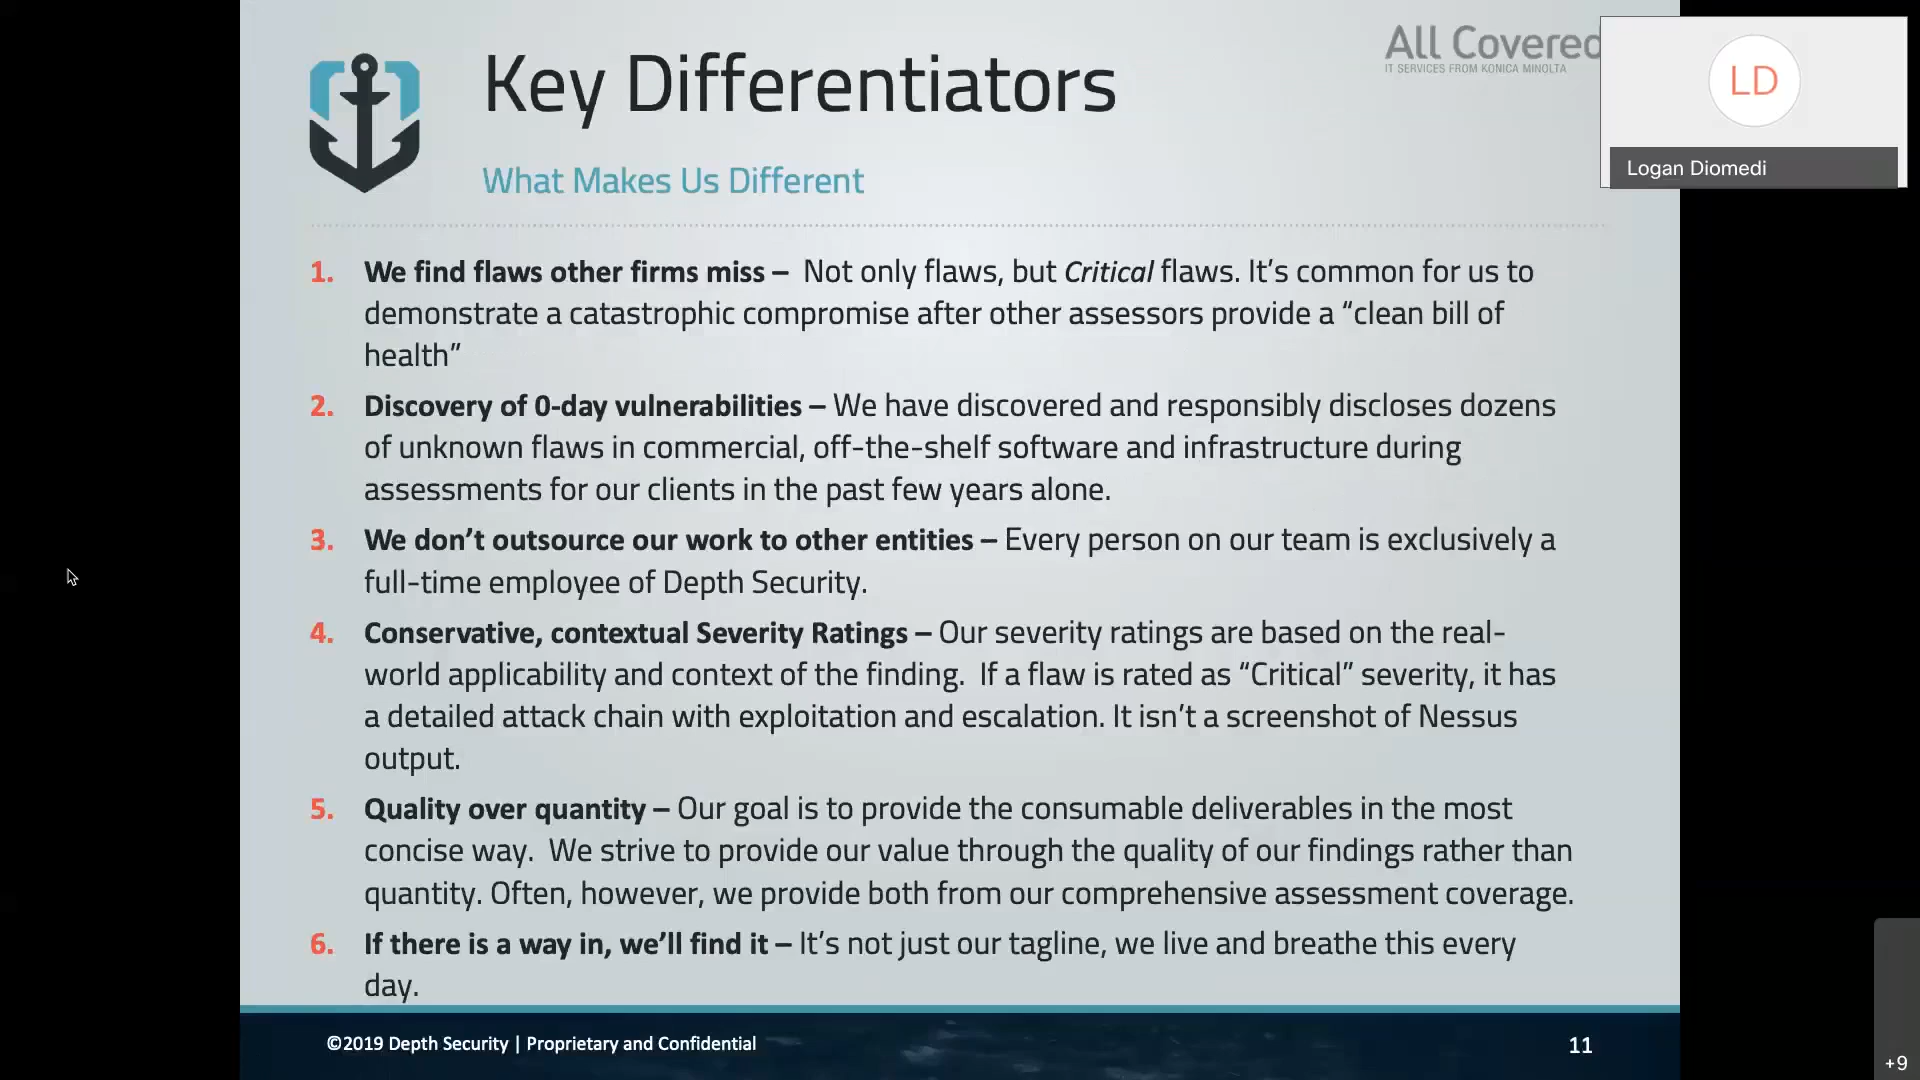 Key Differentiators
What Makes Us Different
All Covered
IT SERVICES FROM KONICA MINOLTA
LD
Logan Diomedi
1. We find flaws other firms miss – Not only flaws, but Critical flaws. It’s common for us to
demonstrate a catastrophic compromise after other assessors provide a “clean bill of
health”
2. Discovery of 0-day vulnerabilities – We have discovered and responsibly discloses dozens
of unknown flaws in commercial, off-the-shelf software and infrastructure during
assessments for our clients in the past few years alone.
3. We don’t outsource our work to other entities – Every person on our team is exclusively a
full-time employee of Depth Security.
4. Conservative, contextual Severity Ratings – Our severity ratings are based on the real-
world applicability and context of the finding.  If a flaw is rated as “Critical” severity, it has
a detailed attack chain with exploitation and escalation. It isn’t a screenshot of Nessus
output.
5. Quality over quantity – Our goal is to provide the consumable deliverables in the most
concise way.  We strive to provide our value through the quality of our findings rather than
quantity. Often, however, we provide both from our comprehensive assessment coverage.
6. If there is a way in, we’ll find it – It’s not just our tagline, we live and breathe this every
day.
©2019 Depth Security | Proprietary and Confidential
11
+9